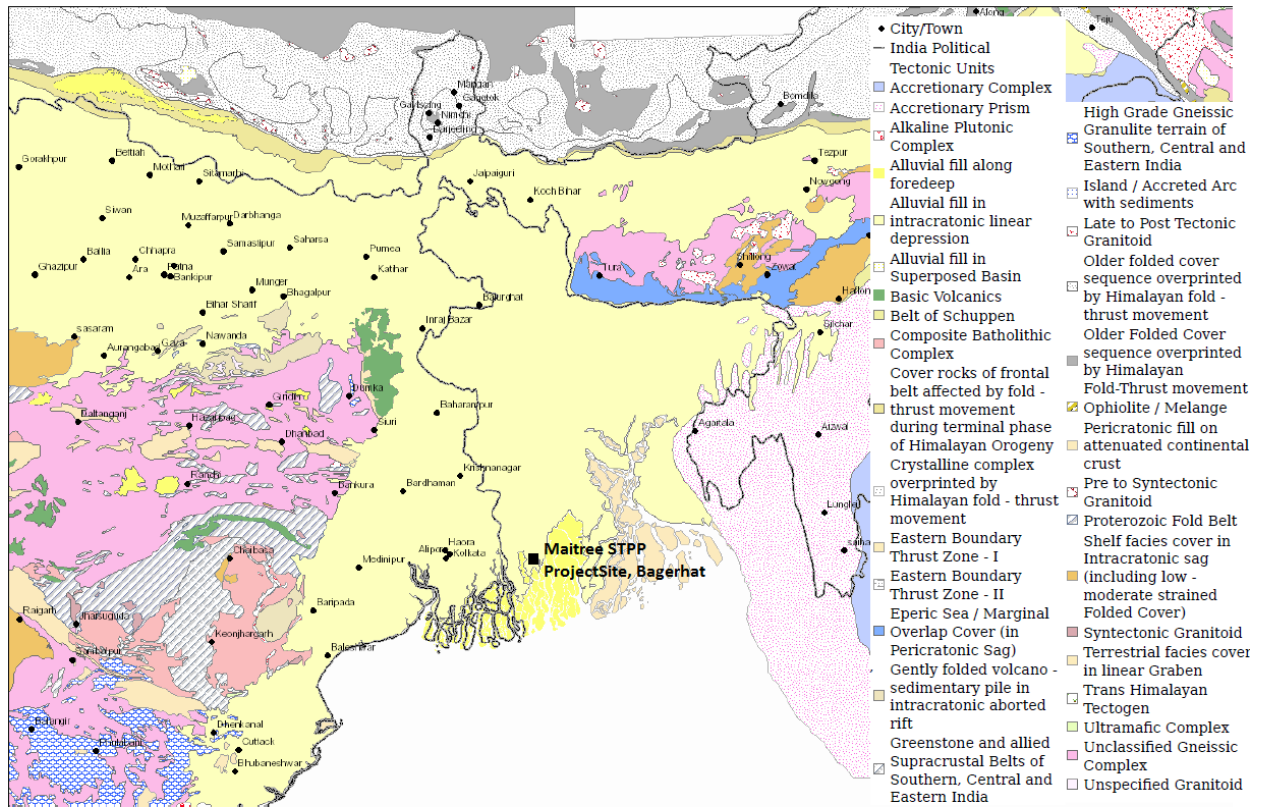 Along
Teju
Mangan
Gangtok
Namchi
Darjeeling
Bomdila
Gorakhpur
Bettiah
Motihari
Sitamarhi
Jalpaiguri
Koch Bihar
Tezpur
Nowgong
Siwan
Muzaffarpur
Darbhanga
Ballia
Chhapra
Samastipur
Saharsa
Purnea
Ghazipur
Ara
Patna
Bankipur
Katihar
Tura
Shillong
Jowai
Munger
Bhagalpur
Bihar Sharif
Balurghat
Haflong
sasaram
Aurangabad
Gaya
Nawanda
Inraj Bazar
Silchar
Dumka
Daltanganj
Giridih
Hazaribag
Baharampur
Siuri
Dhanbad
Agartala
Aizwal
Ranchi
Bankura
Bardhaman
Krishnanagar
Lunglei
saiha
Chaibasa
Medinipur
Haora
Alipore
Kolkata
Maitree STPP
ProjectSite, Bagerhat
Raigarh
Jharsuguda
Baripada
Keonjhargarh
Sambalpur
Baleshwar
Balangir
Dhenkanal
Cuttack
Bhubaneshwar
City/Town
India Political
Tectonic Units
Accretionary Complex
Accretionary Prism
Alkaline Plutonic
Complex
Alluvial fill along
foredeep
Alluvial fill in
intracratonic linear
depression
Alluvial fill in
Superposed Basin
Basic Volcanics
Belt of Schuppen
Composite Batholithic
Complex
Cover rocks of frontal
belt affected by fold -
thrust movement
during terminal phase
of Himalayan Orogeny
Crystalline complex
overprinted by
Himalayan fold - thrust
movement
Eastern Boundary
Thrust Zone - I
Eastern Boundary
Thrust Zone - II
Eperic Sea / Marginal
Overlap Cover (in
Pericratonic Sag)
Gently folded volcano -
sedimentary pile in
intracratonic aborted
rift
Greenstone and allied
Supracrustal Belts of
Southern, Central and
Eastern India
High Grade Gneissic
Granulite terrain of
Southern, Central and
Eastern India
Island / Accreted Arc
with sediments
Late to Post Tectonic
Granitoid
Older folded cover
sequence overprinted
by Himalayan fold -
thrust movement
Older Folded Cover
sequence overprinted
by Himalayan
Fold-Thrust movement
Ophiolite / Melange
Pericratonic fill on
attenuated continental
crust
Pre to Syntectonic
Granitoid
Proterozoic Fold Belt
Shelf facies cover in
Intracratonic sag
(including low -
moderate strained
Folded Cover)
Syntectonic Granitoid
Terrestrial facies cover
in linear Graben
Trans Himalayan
Tectogen
Ultramafic Complex
Unclassified Gneissic
Complex
Unspecified Granitoid